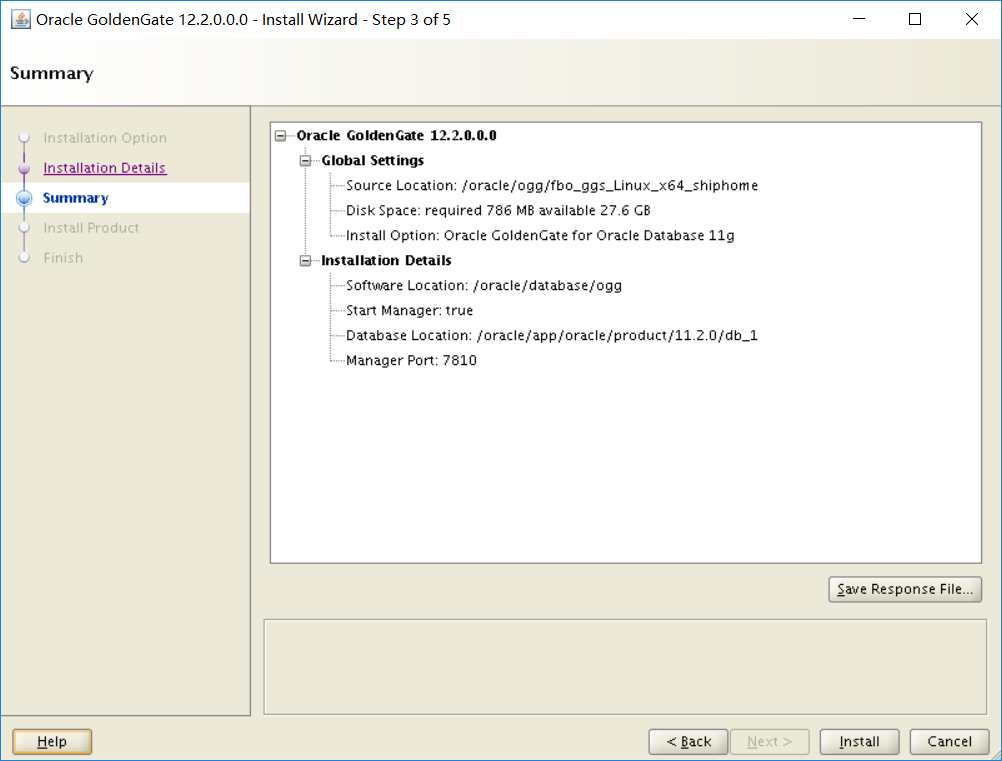 Oracle GoldenGate 12.2.0.0.0 - Install Wizard - Step 3 of 5
Summary
Installation Option
Installation Details
Summary
Install Product
Finish
Oracle GoldenGate 12.2.0.0.0
Global Settings
Source Location: /oracle/ogg/fbo_ggs_Linux_x64_shiphome
Disk Space: required 786 MB available 27.6 GB
Install Option: Oracle GoldenGate for Oracle Database 11g
Installation Details
Software Location: /oracle/database/ogg
Start Manager: true
Database Location: /oracle/app/oracle/product/11.2.0/db_1
Manager Port: 7810
Save Response File...
Help
< Back
Next >
Install
Cancel